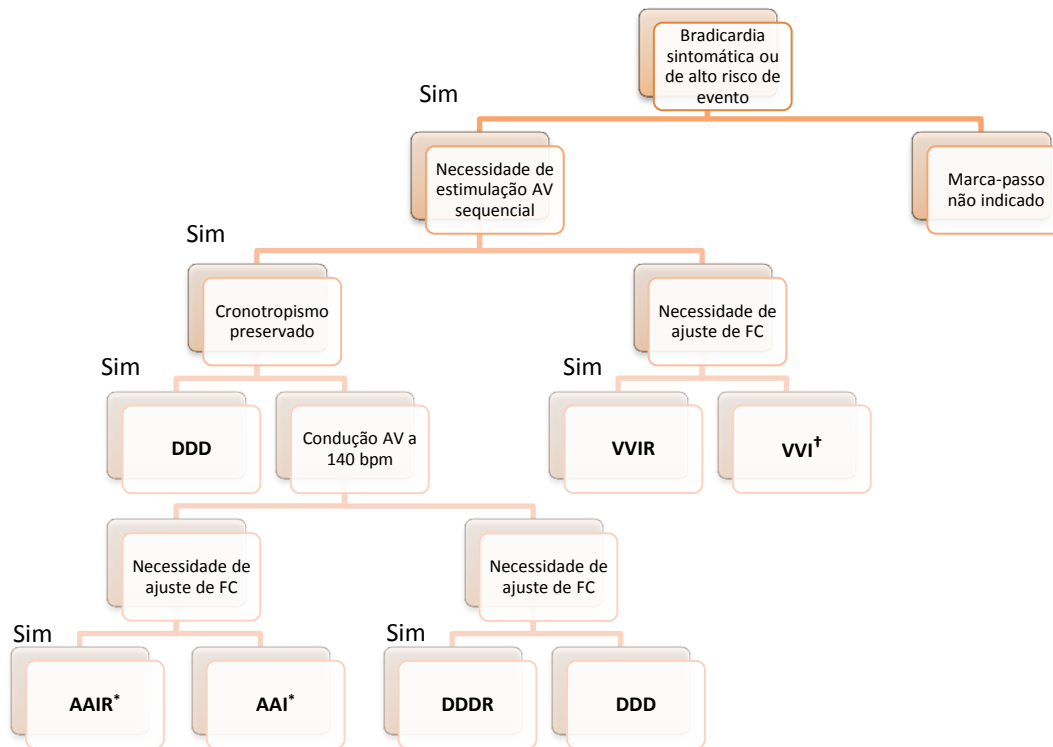 Bradicardia
sintomática ou
de alto risco de
evento
Sim
Necessidade de
estimulação AV
sequencial
Marca-passo
não indicado
Sim
Cronotropismo
preservado
Necessidade de
ajuste de FC
Sim
Sim
DDD
Condução AV a
140 bpm
VVIR
VVI†
Necessidade de
ajuste de FC
Necessidade de
ajuste de FC
Sim
Sim
AAIR*
AAI*
DDDR
DDD